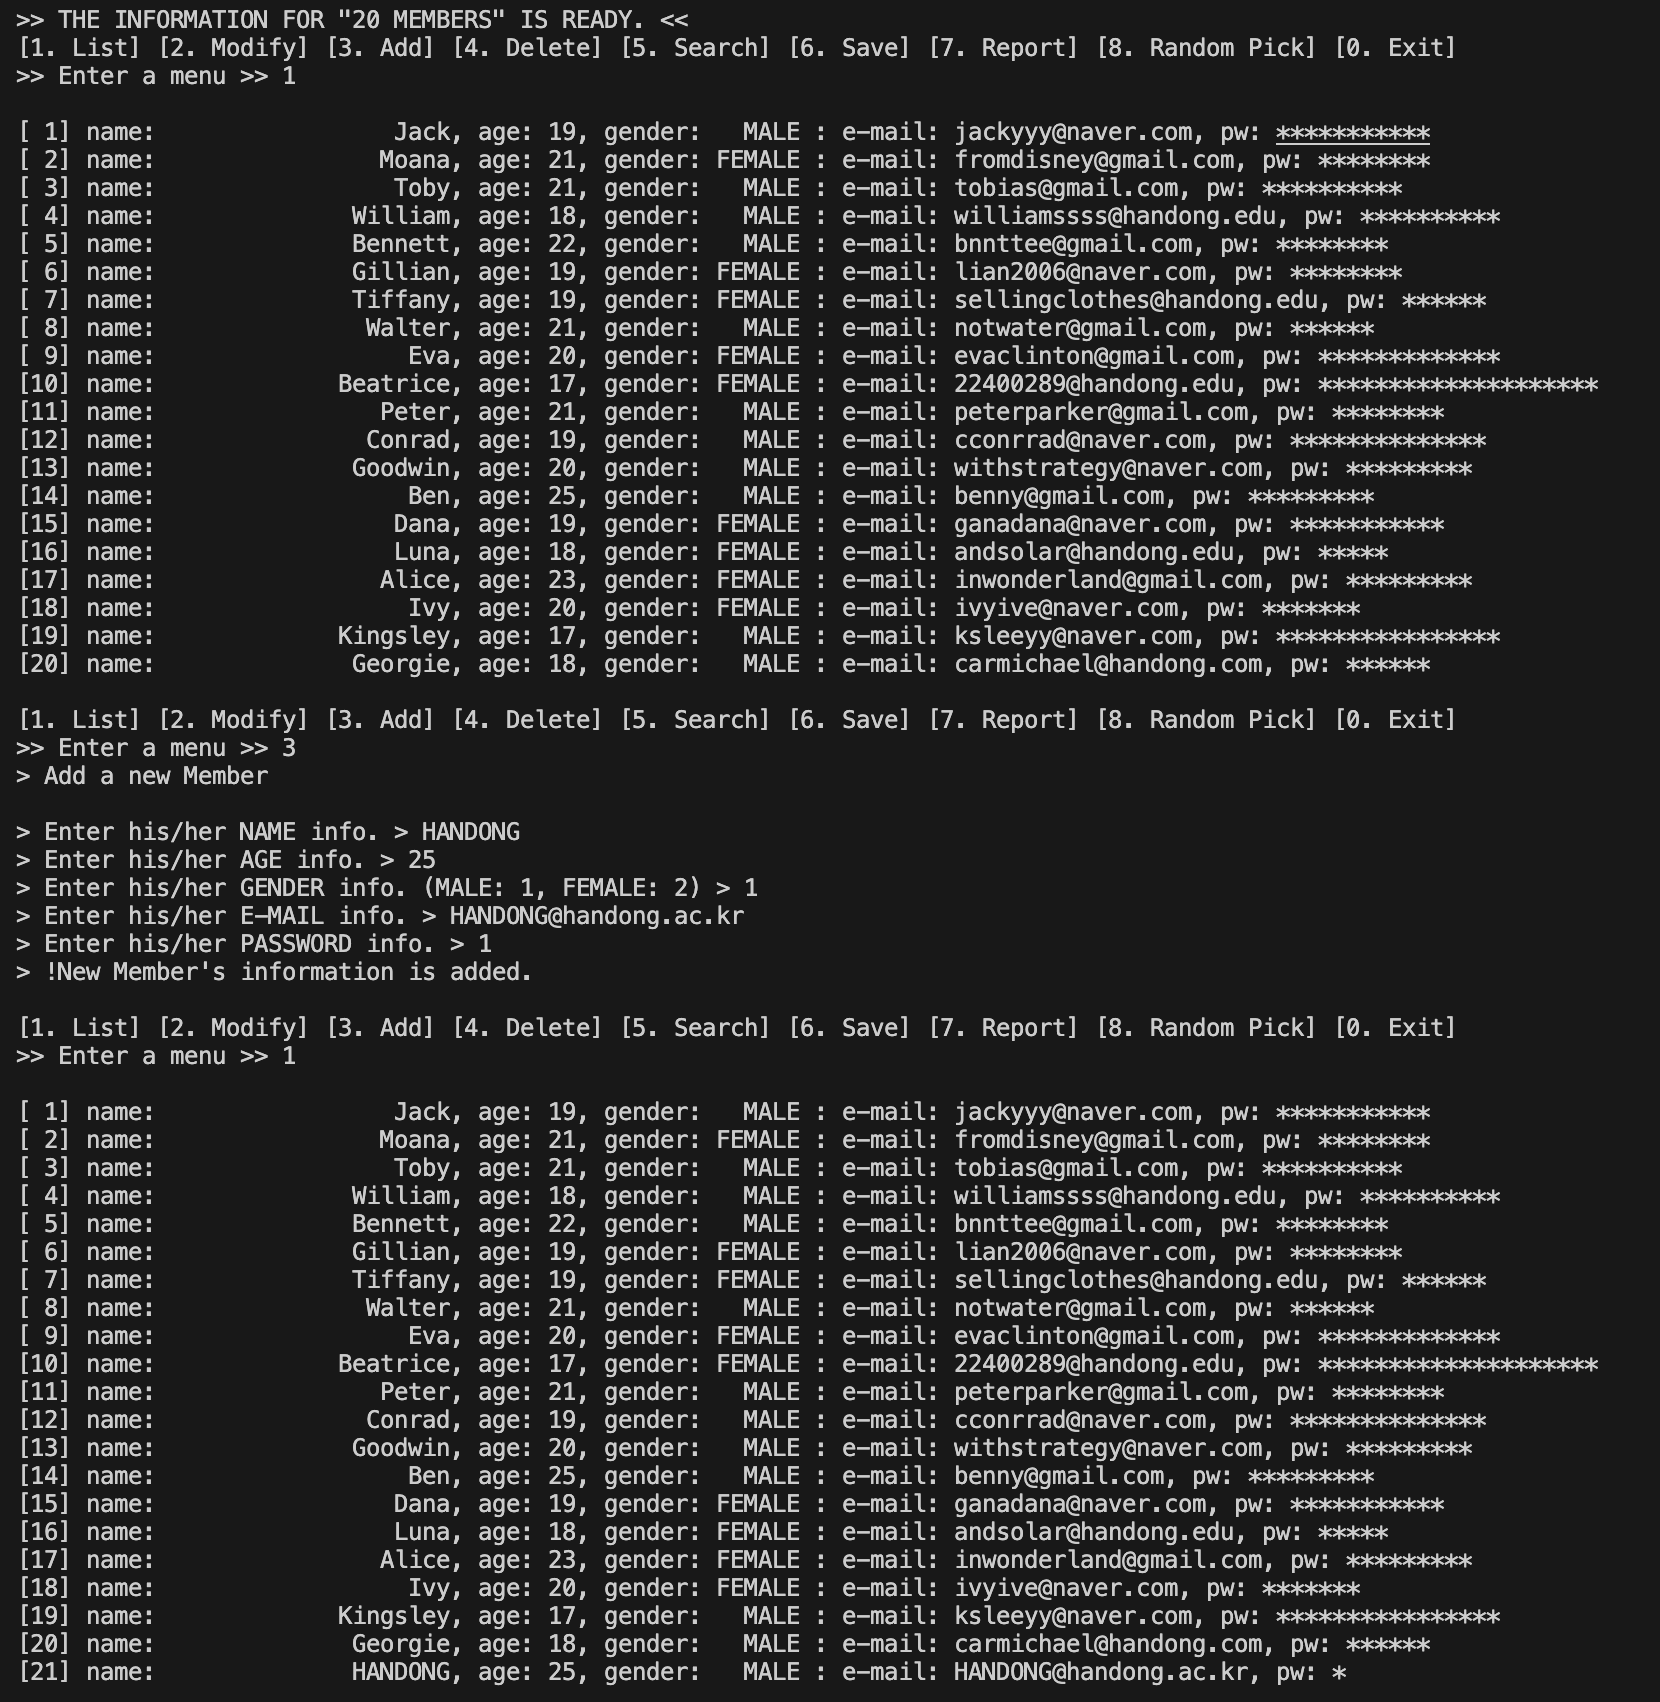 >> THE INFORMATION FOR "20 MEMBERS" IS READY. <<
[1. List] [2. Modify] [3. Add] [4. Delete] [5. Search] [6. Save] [7. Report] [8. Random Pick] [0. Exit]
>> Enter a menu >> 1
[ 1] name:                 Jack, age: 19, gender:   MALE : e-mail: jackyyy@naver.com, pw: ***********
[ 2] name:                Moana, age: 21, gender: FEMALE : e-mail: fromdisney@gmail.com, pw: ********
[ 3] name:                 Toby, age: 21, gender:   MALE : e-mail: tobias@gmail.com, pw: **********
[ 4] name:              William, age: 18, gender:   MALE : e-mail: williamssss@handong.edu, pw: **********
[ 5] name:              Bennett, age: 22, gender:   MALE : e-mail: bnnttee@gmail.com, pw: ********
[ 6] name:              Gillian, age: 19, gender: FEMALE : e-mail: lian2006@naver.com, pw: ********
[ 7] name:              Tiffany, age: 19, gender: FEMALE : e-mail: sellingclothes@handong.edu, pw: ******
[ 8] name:               Walter, age: 21, gender:   MALE : e-mail: notwater@gmail.com, pw: ******
[ 9] name:                  Eva, age: 20, gender: FEMALE : e-mail: evaclinton@gmail.com, pw: *************
[10] name:             Beatrice, age: 17, gender: FEMALE : e-mail: 22400289@handong.edu, pw: ********************
[11] name:                Peter, age: 21, gender:   MALE : e-mail: peterparker@gmail.com, pw: ********
[12] name:               Conrad, age: 19, gender:   MALE : e-mail: cconrrad@naver.com, pw: **************
[13] name:              Goodwin, age: 20, gender:   MALE : e-mail: withstrategy@naver.com, pw: *********
[14] name:                  Ben, age: 25, gender:   MALE : e-mail: benny@gmail.com, pw: *********
[15] name:                 Dana, age: 19, gender: FEMALE : e-mail: ganadana@naver.com, pw: ***********
[16] name:                 Luna, age: 18, gender: FEMALE : e-mail: andsolar@handong.edu, pw: *****
[17] name:                Alice, age: 23, gender: FEMALE : e-mail: inwonderland@gmail.com, pw: *********
[18] name:                  Ivy, age: 20, gender: FEMALE : e-mail: ivyive@naver.com, pw: *******
[19] name:             Kingsley, age: 17, gender:   MALE : e-mail: ksleeyy@naver.com, pw: ****************
[20] name:              Georgie, age: 18, gender:   MALE : e-mail: carmichael@handong.com, pw: ******
[1. List] [2. Modify] [3. Add] [4. Delete] [5. Search] [6. Save] [7. Report] [8. Random Pick] [0. Exit]
>> Enter a menu >> 3
> Add a new Member
> Enter his/her NAME info. > HANDONG
> Enter his/her AGE info. > 25
> Enter his/her GENDER info. (MALE: 1, FEMALE: 2) > 1
> Enter his/her E-MAIL info. > HANDONG@handong.ac.kr
> Enter his/her PASSWORD info. > 1
> !New Member's information is added.
[1. List] [2. Modify] [3. Add] [4. Delete] [5. Search] [6. Save] [7. Report] [8. Random Pick] [0. Exit]
>> Enter a menu >> 1
[ 1] name:                 Jack, age: 19, gender:   MALE : e-mail: jackyyy@naver.com, pw: ***********
[ 2] name:                Moana, age: 21, gender: FEMALE : e-mail: fromdisney@gmail.com, pw: ********
[ 3] name:                 Toby, age: 21, gender:   MALE : e-mail: tobias@gmail.com, pw: **********
[ 4] name:              William, age: 18, gender:   MALE : e-mail: williamssss@handong.edu, pw: **********
[ 5] name:              Bennett, age: 22, gender:   MALE : e-mail: bnnttee@gmail.com, pw: ********
[ 6] name:              Gillian, age: 19, gender: FEMALE : e-mail: lian2006@naver.com, pw: ********
[ 7] name:              Tiffany, age: 19, gender: FEMALE : e-mail: sellingclothes@handong.edu, pw: ******
[ 8] name:               Walter, age: 21, gender:   MALE : e-mail: notwater@gmail.com, pw: ******
[ 9] name:                  Eva, age: 20, gender: FEMALE : e-mail: evaclinton@gmail.com, pw: *************
[10] name:             Beatrice, age: 17, gender: FEMALE : e-mail: 22400289@handong.edu, pw: ********************
[11] name:                Peter, age: 21, gender:   MALE : e-mail: peterparker@gmail.com, pw: ********
[12] name:               Conrad, age: 19, gender:   MALE : e-mail: cconrrad@naver.com, pw: **************
[13] name:              Goodwin, age: 20, gender:   MALE : e-mail: withstrategy@naver.com, pw: *********
[14] name:                  Ben, age: 25, gender:   MALE : e-mail: benny@gmail.com, pw: *********
[15] name:                 Dana, age: 19, gender: FEMALE : e-mail: ganadana@naver.com, pw: ***********
[16] name:                 Luna, age: 18, gender: FEMALE : e-mail: andsolar@handong.edu, pw: *****
[17] name:                Alice, age: 23, gender: FEMALE : e-mail: inwonderland@gmail.com, pw: *********
[18] name:                  Ivy, age: 20, gender: FEMALE : e-mail: ivyive@naver.com, pw: *******
[19] name:             Kingsley, age: 17, gender:   MALE : e-mail: ksleeyy@naver.com, pw: ****************
[20] name:              Georgie, age: 18, gender:   MALE : e-mail: carmichael@handong.com, pw: ******
[21] name:              HANDONG, age: 25, gender:   MALE : e-mail: HANDONG@handong.ac.kr, pw: *